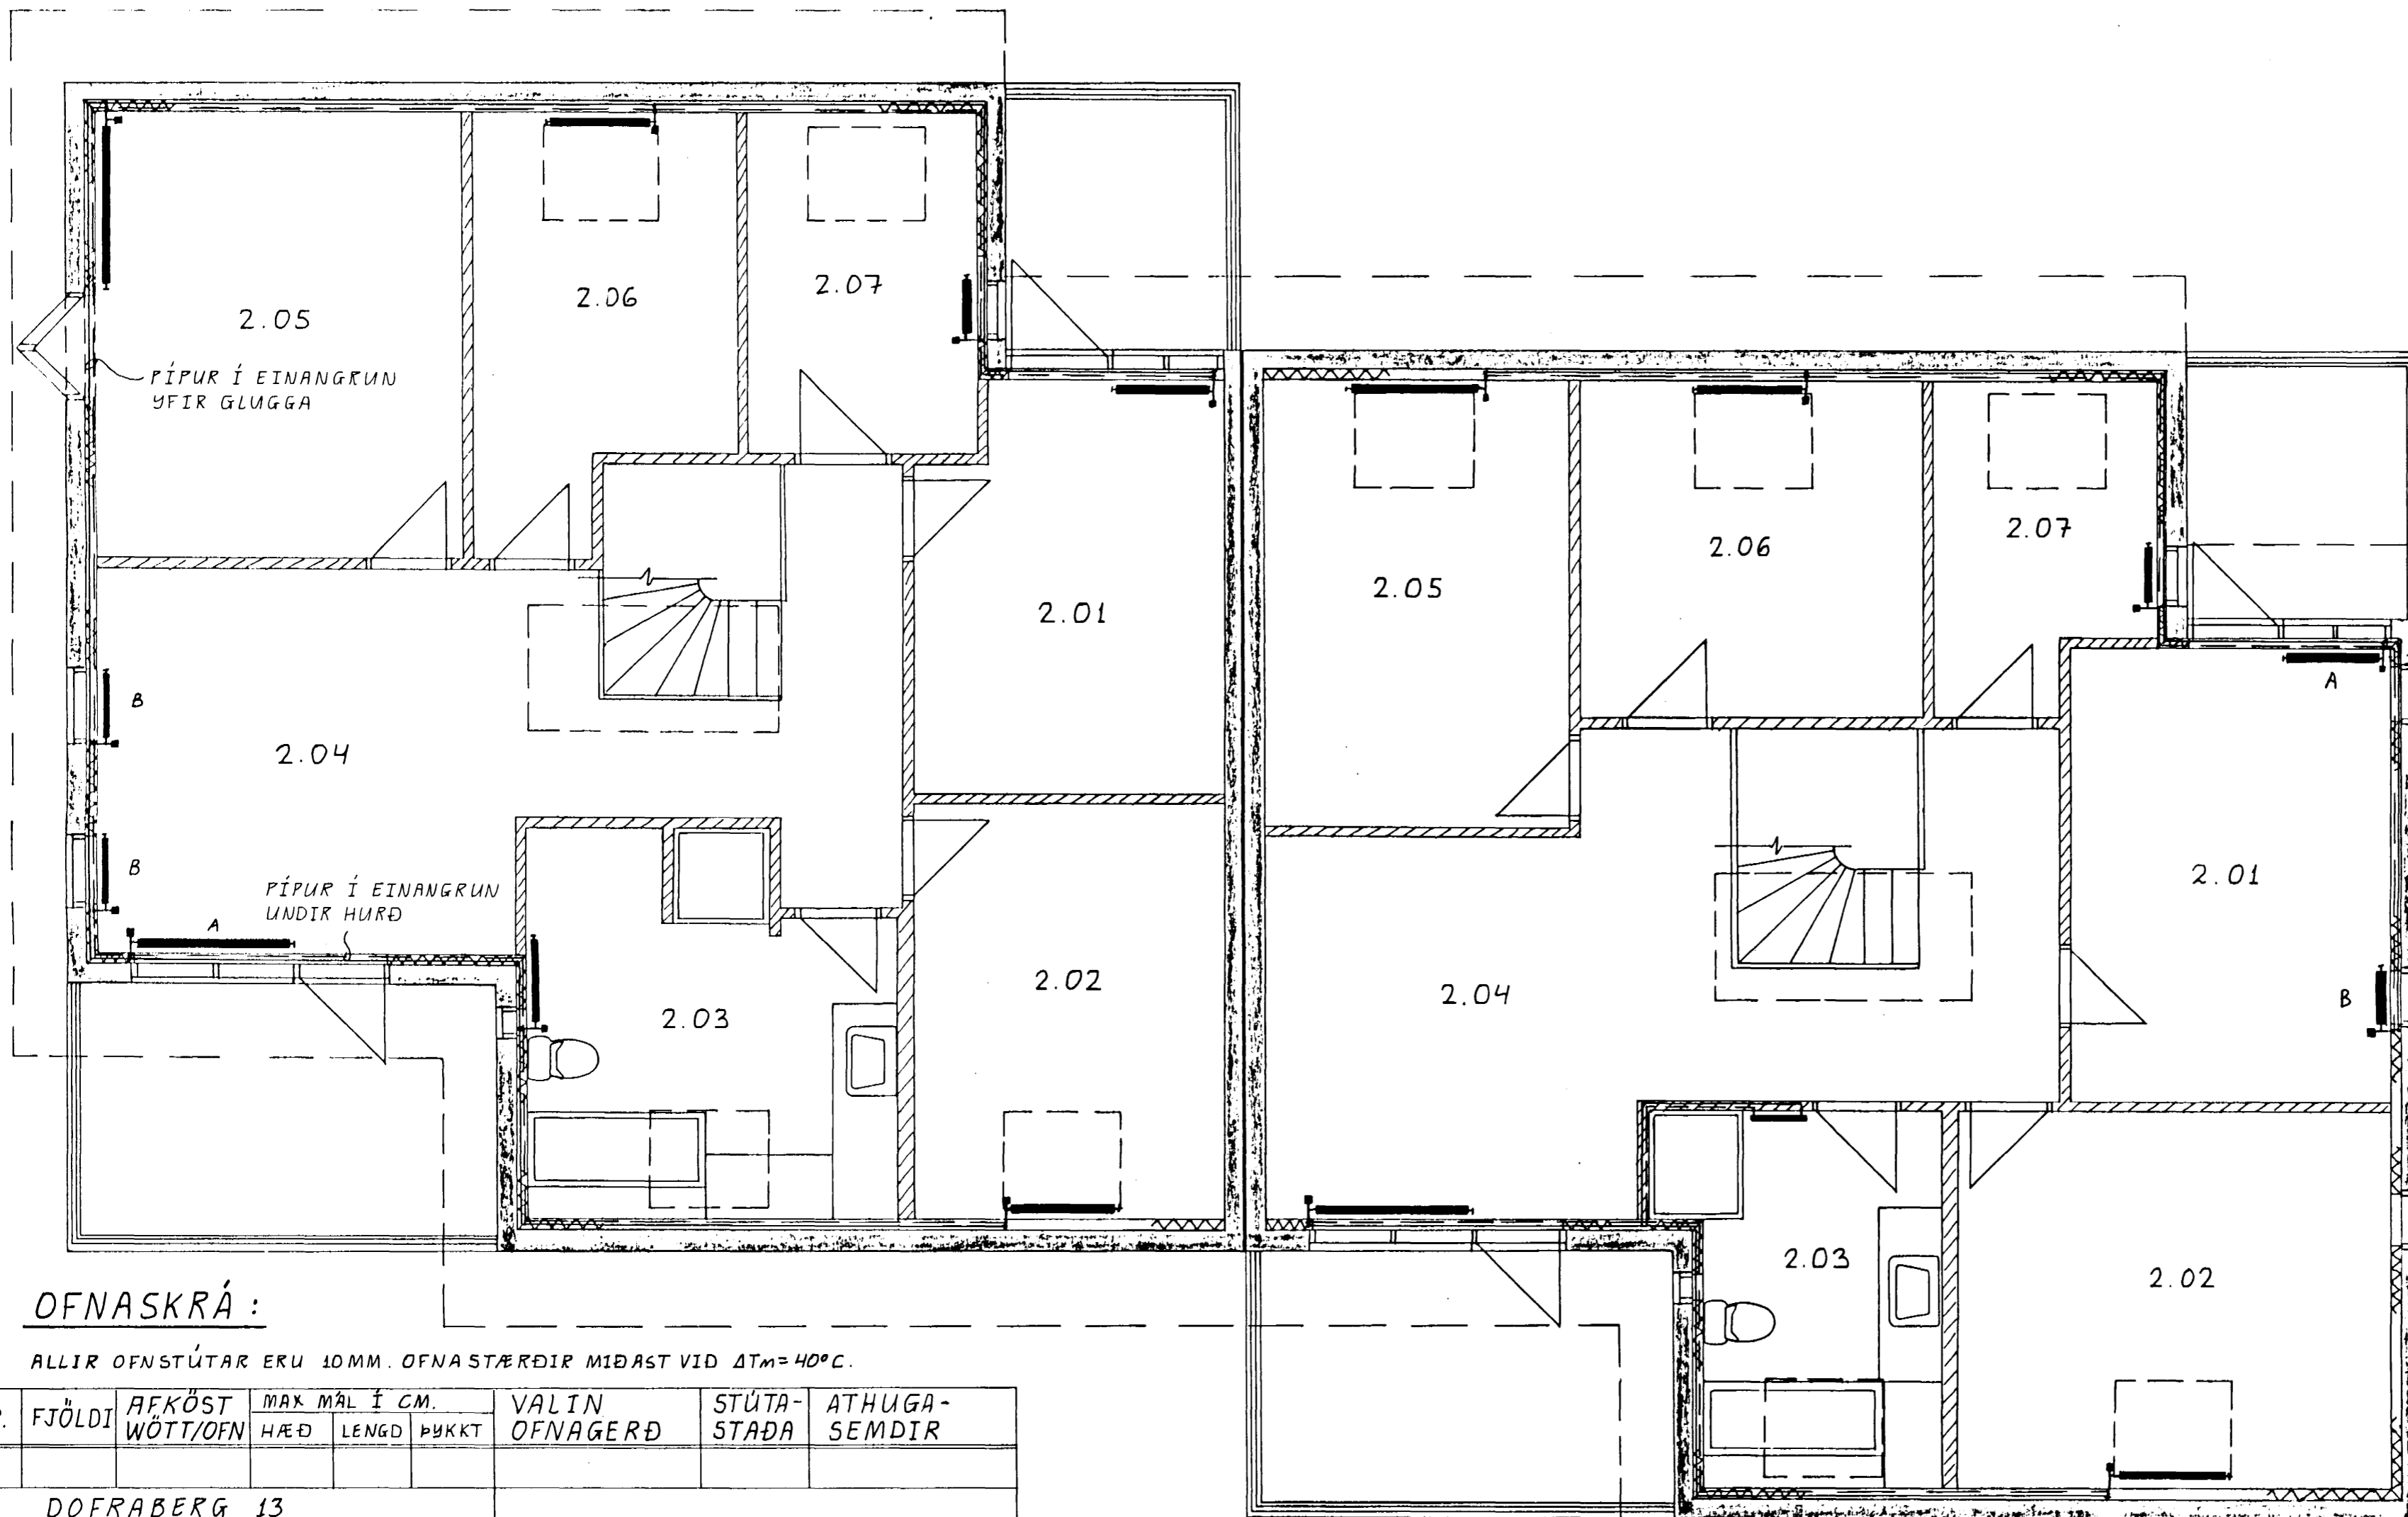 2.05
2.06
2.07
PÍPUR Í EINANGRUN
YFIR GLUGGA
2.01
2.04
B
B
A
PÍPUR Í EINANGRUN
UNDIR HURÐ
2.03
2.02
2.05
2.06
2.07
A
2.01
B
2.04
2.03
2.02
OFNASKRÁ :
ALLIR OFNSTÚTAR ERU 10MM. OFNASTÆRÐIR MIÐAST VIÐ ΔTm=40°C.
FJÖLDI
AFKÖST
WÖTT/OFN
MAX MÁL Í CM.
HÆÐ LENGD ÞYKKT
VALIN
OFNAGERÐ
STÚTA-
STAÐA
ATHUGA-
SEMDIR
DOFRABERG 13